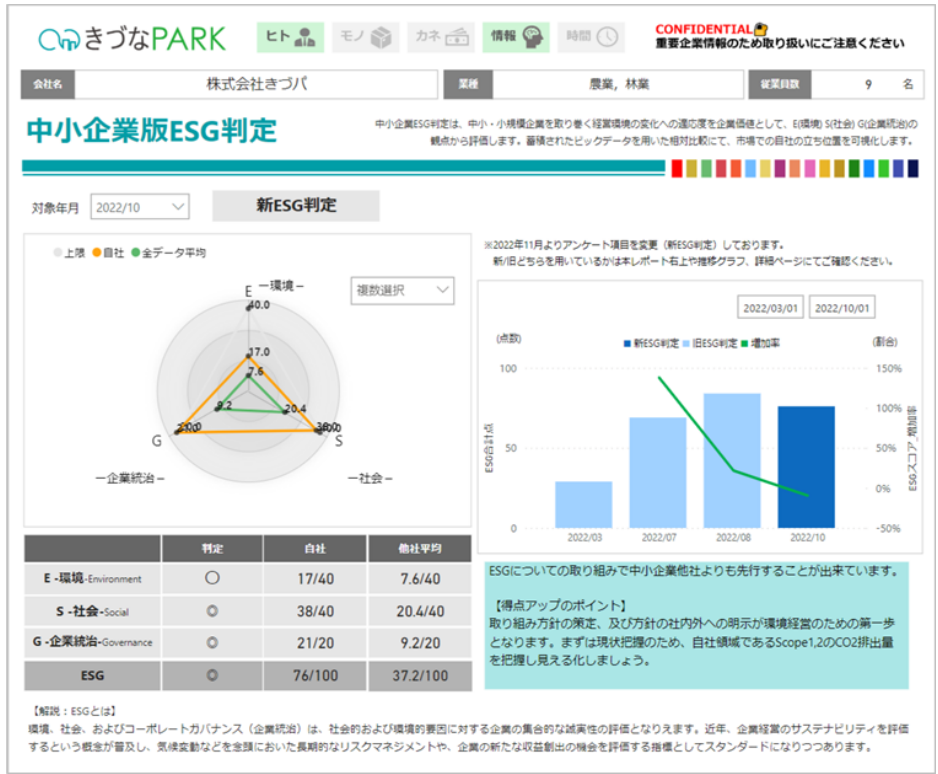 きづなPARK
ヒト
モノ
カネ
情報
時間
CONFIDENTIAL
重要企業情報のため取り扱いにご注意ください
会社名 株式会社きづパ 業種 農業, 林業 従業員数 9 名
中小企業版ESG判定
中小企業ESG判定は、中小・小規模企業を取り巻く経営環境の変化への適応度を企業価値として、E(環境) S(社会) G(企業統治)の
観点から評価します。蓄積されたビックデータを用いた相対比較にて、市場での自社の立ち位置を可視化します。
対象年月 2022/10 新ESG判定
上限 自社 全データ平均
E －環境－
複数選択
40.0
17.0
7.6
9.2
20.4
G
S
－企業統治－
－社会－
※2022年11月よりアンケート項目を変更（新ESG判定）しております。
新/旧どちらを用いているかは本レポート右上や推移グラフ、詳細ページにてご確認ください。
2022/03/01 2022/10/01
(点数) 新ESG判定 旧ESG判定 増加率 (割合)
100
50
0
ESG合計点
150%
100%
50%
0%
-50%
ESGスコア_増加率
2022/03 2022/07 2022/08 2022/10
判定 自社 他社平均
E -環境-Environment ○ 17/40 7.6/40
S -社会-Social ◎ 38/40 20.4/40
G -企業統治-Governance ◎ 21/20 9.2/20
ESG ◎ 76/100 37.2/100
ESGについての取り組みで中小企業他社よりも先行することが出来ています。
【得点アップのポイント】
取り組み方針の策定、及び方針の社内外への明示が環境経営のための第一歩
となります。まずは現状把握のため、自社領域であるScope1,2のCO2排出量
を把握し見える化しましょう。
【解説：ESGとは】
環境、社会、およびコーポレートガバナンス（企業統治）は、社会的および環境的要因に対する企業の集合的な誠実性の評価となりえます。近年、企業経営のサステナビリティを評価
するという概念が普及し、気候変動などを念頭においた長期的なリスクマネジメントや、企業の新たな収益創出の機会を評価する指標としてスタンダードになりつつあります。